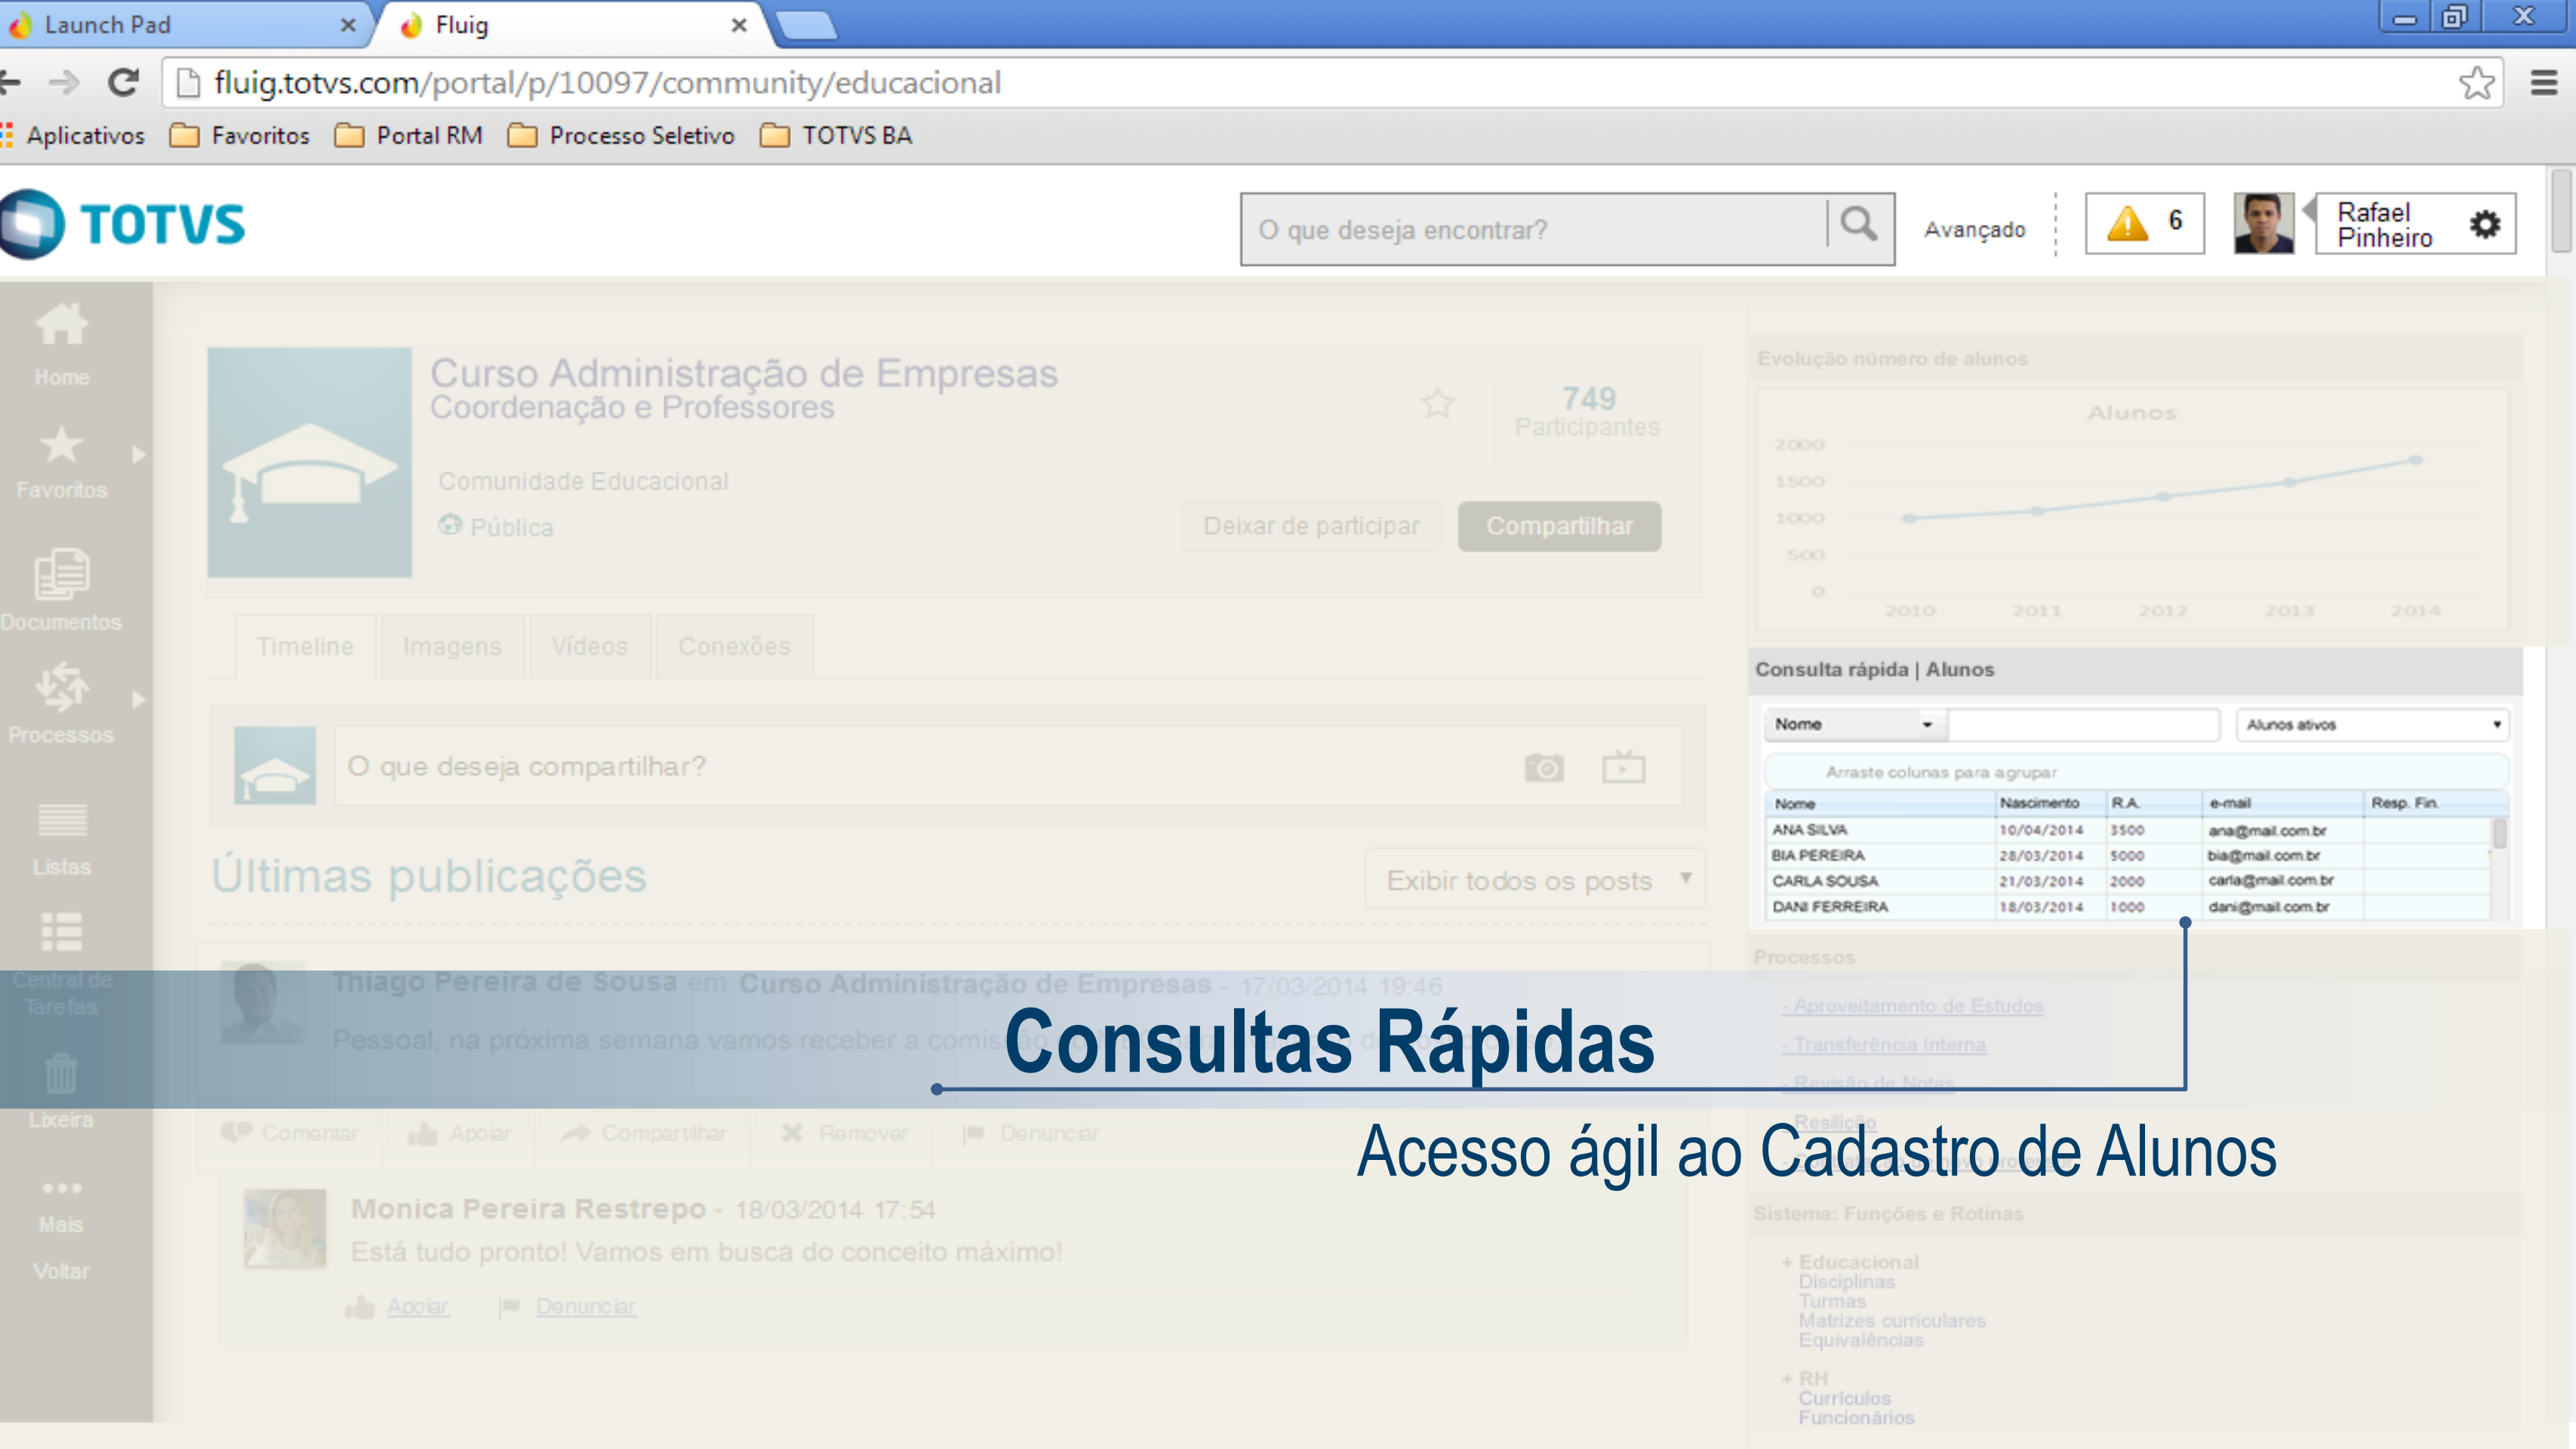 Launch Pad
Fluig
fluig.totvs.com/portal/p/10097/community/educacional
Aplicativos Favoritos Portal RM Processo Seletivo TOTVS BA
TOTVS
O que deseja encontrar?
Avançado
6
Rafael
Pinheiro
Home
Favoritos
Documentos
Processos
Listas
Central de
Tarefas
Lixeira
Mais
Voltar
Curso Administração de Empresas
Coordenação e Professores
749
Participantes
Comunidade Educacional
Pública
Deixar de participar
Compartilhar
Timeline Imagens Vídeos Conexões
O que deseja compartilhar?
Últimas publicações
Exibir todos os posts
Thiago Pereira de Sousa em Curso Administração de Empresas - 17/03/2014 19:46
Pessoal, na próxima semana vamos receber a
Comentar Apoiar Compartilhar Remover Denunciar
Monica Pereira Restrepo - 18/03/2014 17:54
Está tudo pronto! Vamos em busca do conceito máximo!
Apoiar Denunciar
Evolução número de alunos
Alunos
2000
1500
1000
500
0
2010 2011 2012 2013 2014
Consulta rápida | Alunos
Nome
Alunos ativos
Arraste colunas para agrupar
Nome Nascimento R.A. e-mail Resp. Fin.
ANA SILVA 10/04/2014 3500 ana@mail.com.br
BIA PEREIRA 28/03/2014 5000 bia@mail.com.br
CARLA SOUSA 21/03/2014 2000 carla@mail.com.br
DANI FERREIRA 18/03/2014 1000 dani@mail.com.br
Processos
- Aproveitamento de Estudos
- Transferência Interna
- Revisão de Notas
- Resilição
Consultas Rápidas
Acesso ágil ao Cadastro de Alunos
Sistema: Funções e Rotinas
+ Educacional
Disciplinas
Turmas
Matrizes curriculares
Equivalências
+ RH
Currículos
Funcionários